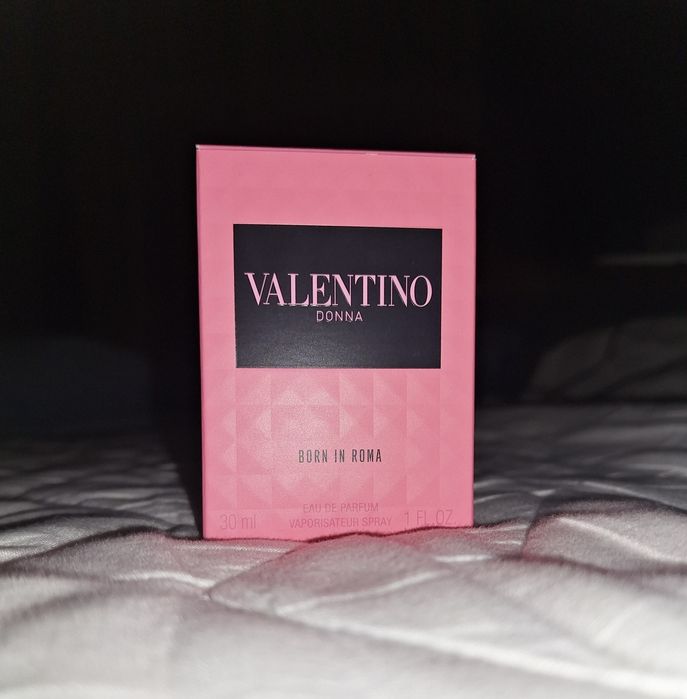 VALENTINO
DONNA
BORN IN ROMA
EAU DE PARFUM
30 ml VAPORISATEUR SPRAY 1 FL.OZ